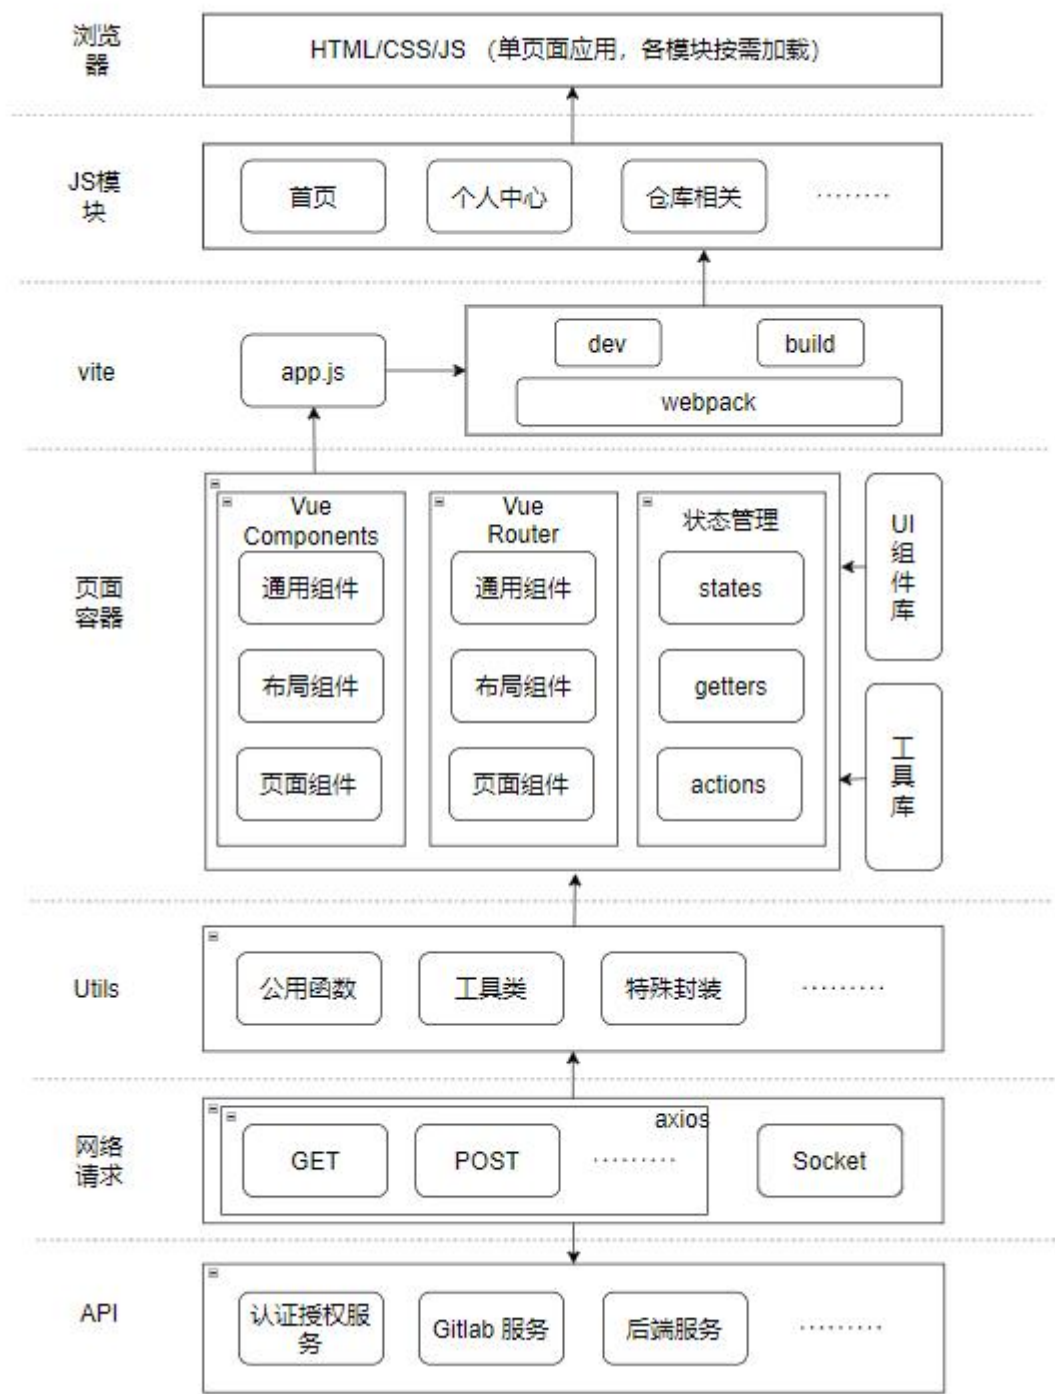 浏览
器
HTML/CSS/JS （单页面应用，各模块按需加载）
JS模
块
首页
个人中心
仓库相关
········
vite
app.js
dev
build
webpack
页面
容器
Vue
Components
通用组件
布局组件
页面组件
Vue
Router
通用组件
布局组件
页面组件
状态管理
states
getters
actions
UI
组
件
库
工
具
库
Utils
公用函数
工具类
特殊封装
·········
网络
请求
axios
GET
POST
·········
Socket
API
认证授权服
务
Gitlab 服务
后端服务
·········